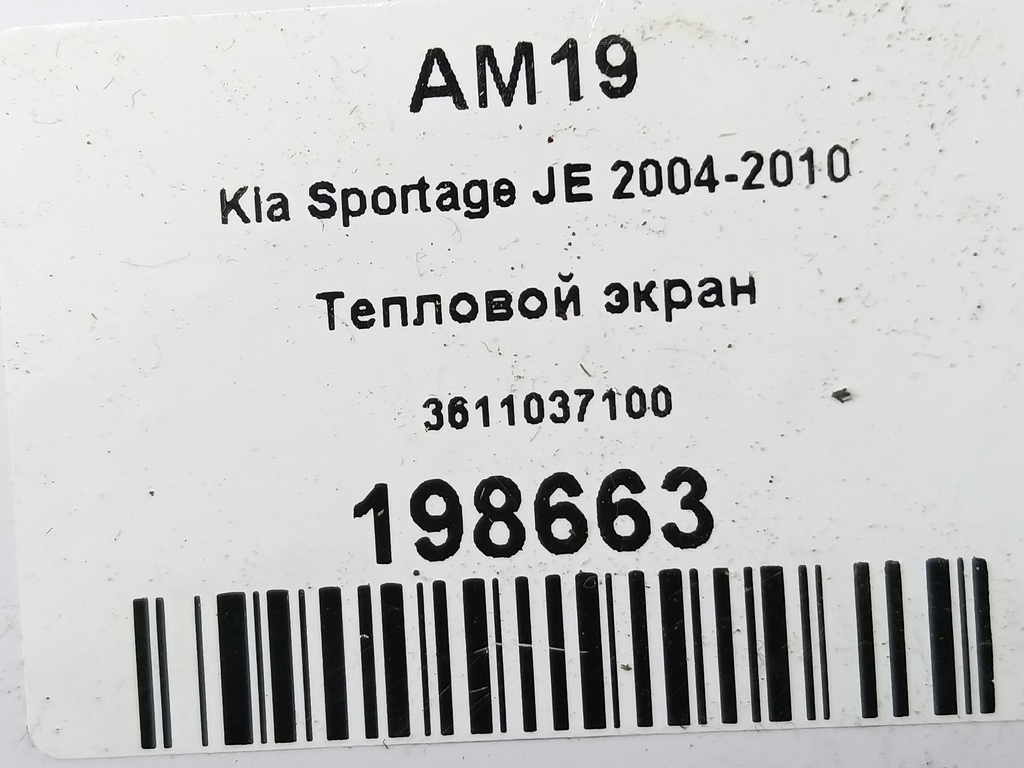 AM19
Kia Sportage JE 2004-2010
Тепловой экран
3611037100
198663